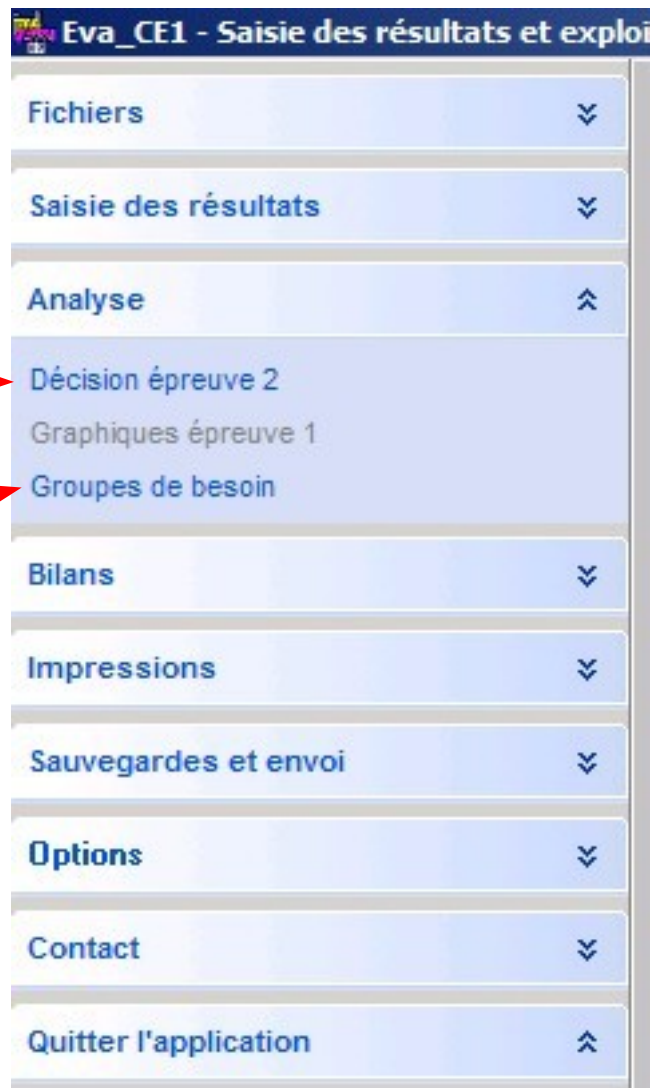 Eva_CE1 - Saisie des résultats et exploi
Fichiers
Saisie des résultats
Analyse
Décision épreuve 2
Graphiques épreuve 1
Groupes de besoin
Bilans
Impressions
Sauvegardes et envoi
Options
Contact
Quitter l'application